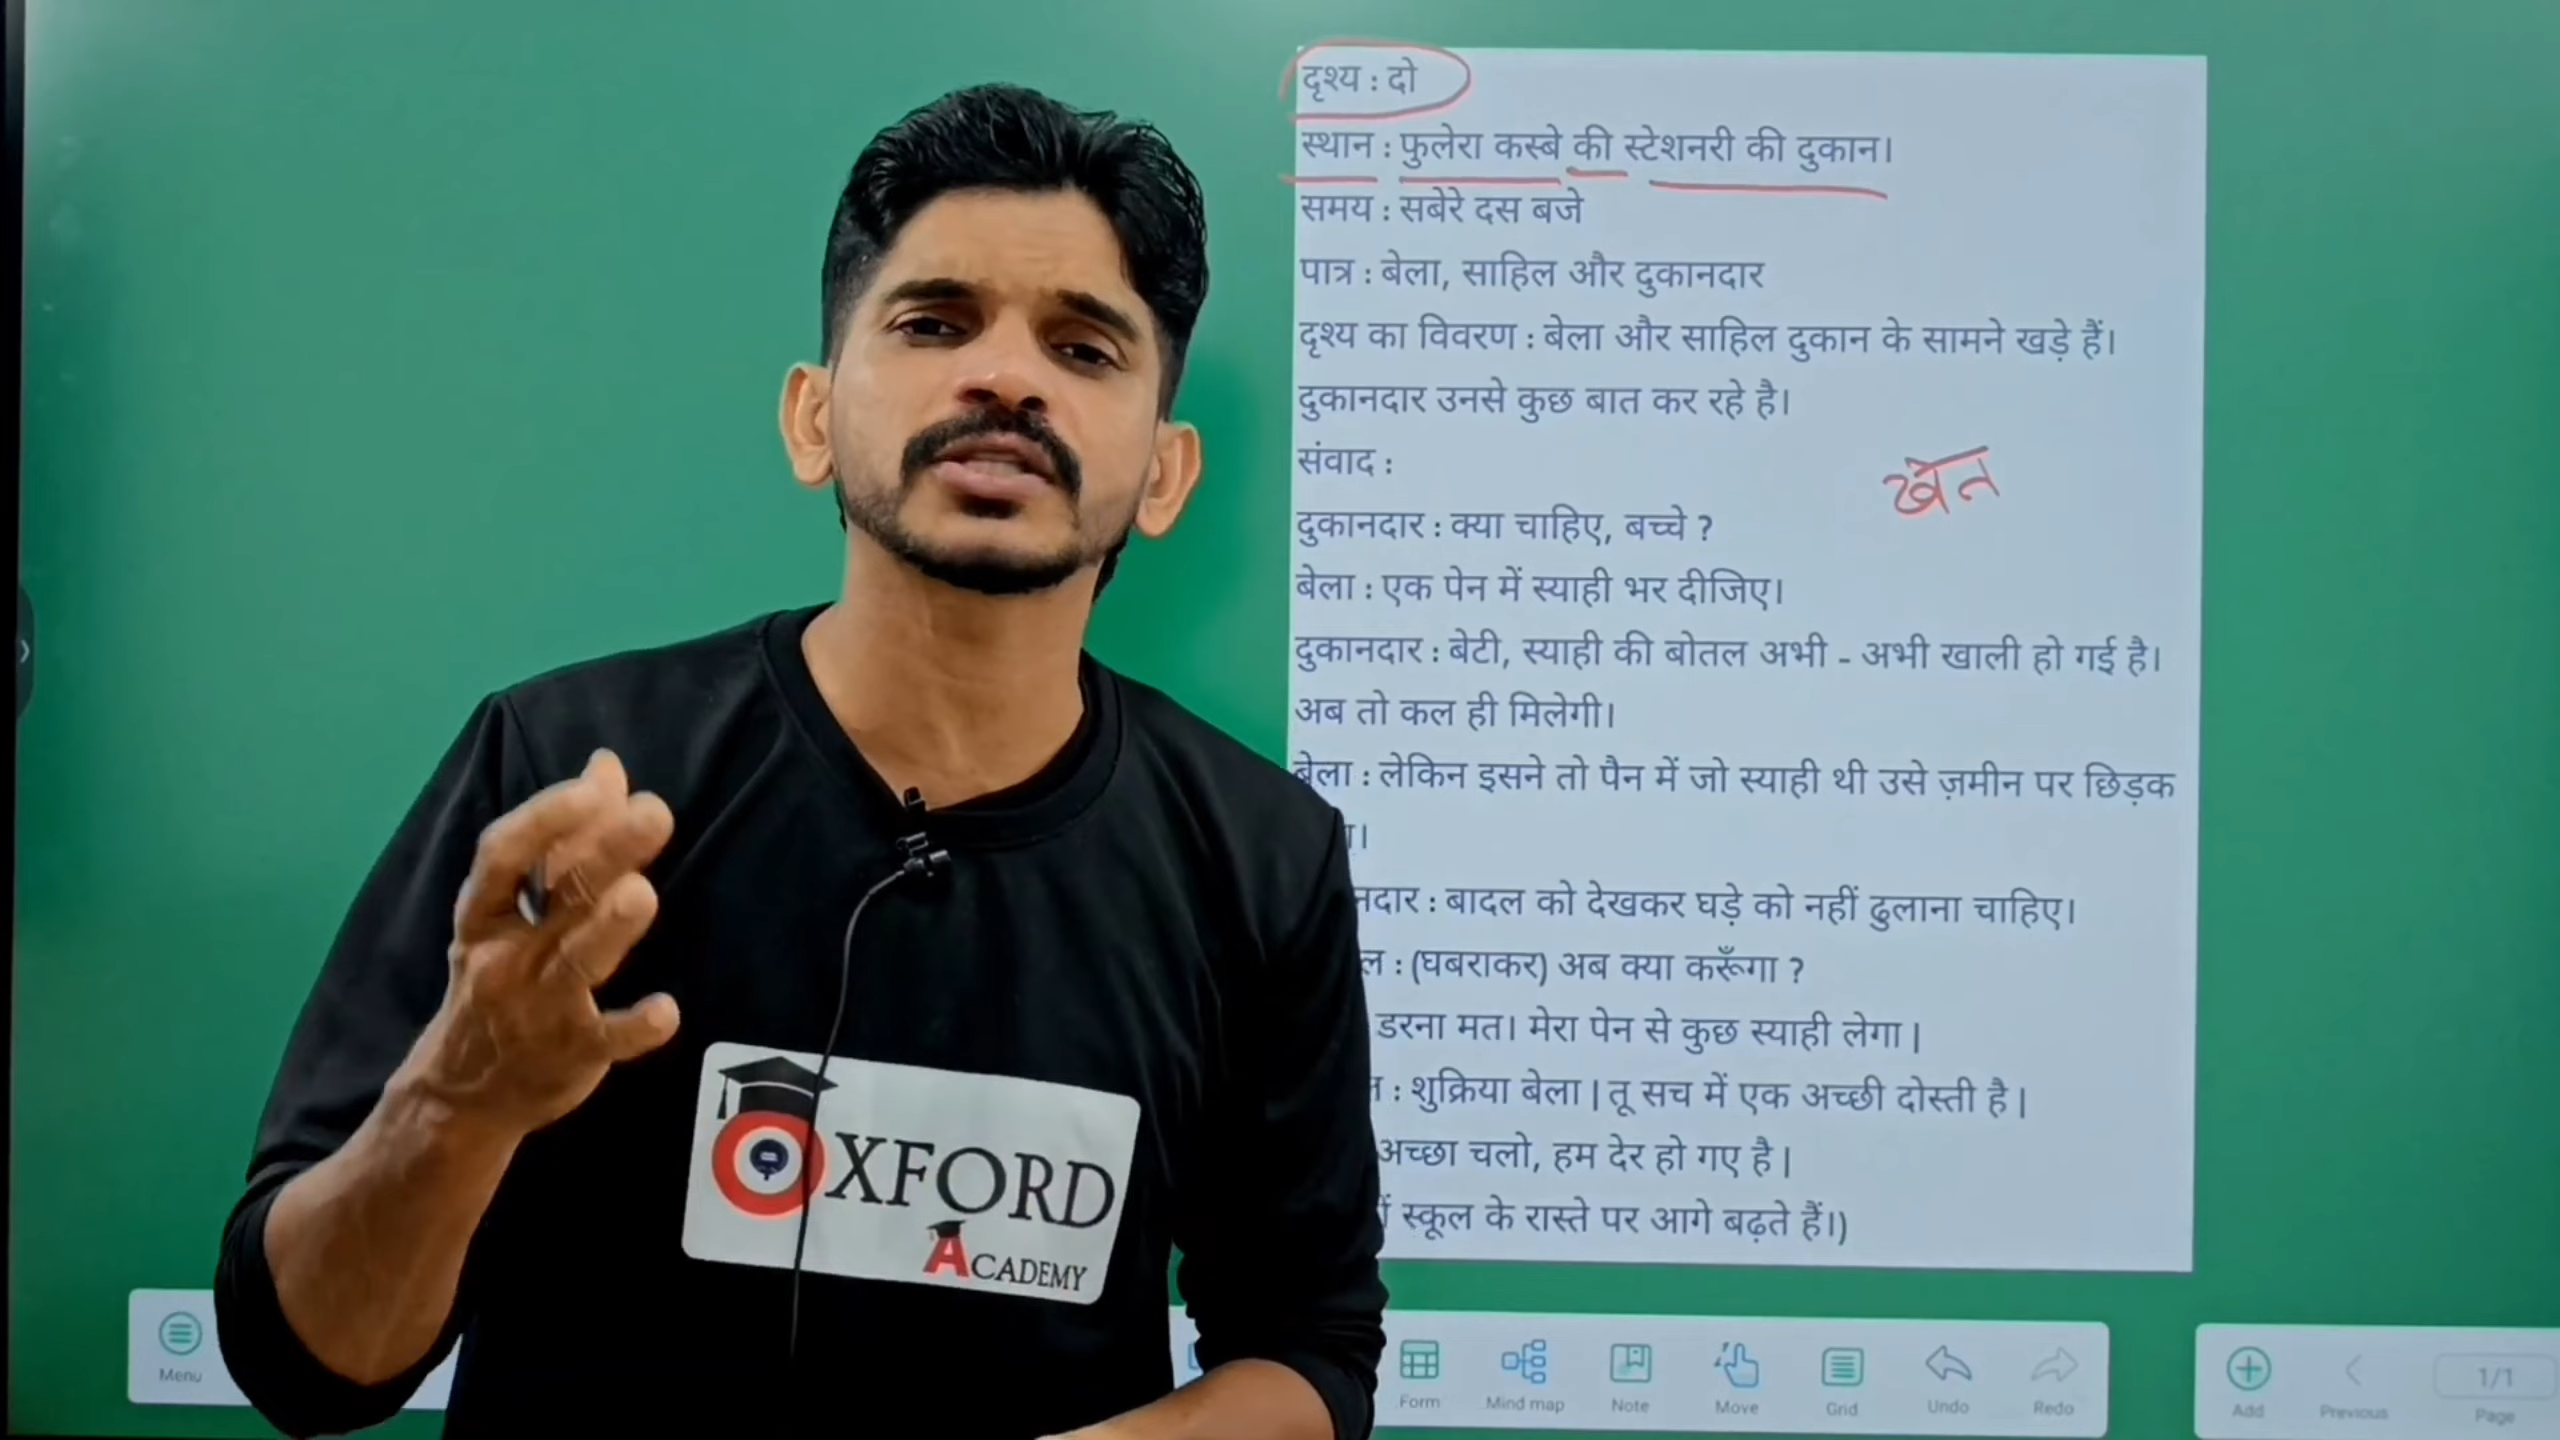 दृश्य : दो
स्थान : फुलेरा कस्बे की स्टेशनरी की दुकान।
समय : सबेरे दस बजे
पात्र : बेला, साहिल और दुकानदार
दृश्य का विवरण : बेला और साहिल दुकान के सामने खड़े हैं।
दुकानदार उनसे कुछ बात कर रहे है।
संवाद :
दुकानदार : क्या चाहिए, बच्चे ?
बेला : एक पेन में स्याही भर दीजिए।
दुकानदार : बेटी, स्याही की बोतल अभी - अभी खाली हो गई है।
अब तो कल ही मिलेगी।
बेला : लेकिन इसने तो पैन में जो स्याही थी उसे ज़मीन पर छिड़क
नदार : बादल को देखकर घड़े को नहीं ढुलाना चाहिए।
ल : (घबराकर) अब क्या करूँगा ?
डरना मत। मेरा पेन से कुछ स्याही लेगा |
: शुक्रिया बेला | तू सच में एक अच्छी दोस्ती है |
अच्छा चलो, हम देर हो गए है |
स्कूल के रास्ते पर आगे बढ़ते हैं।)
OXFORD
ACADEMY
Menu
Form
Mind map
Note
Move
Grid
Undo
Redo
Add
Previous
1/1
Page